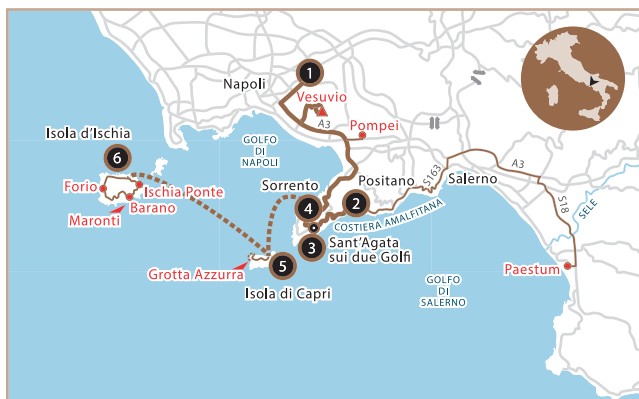 1
Napoli
Vesuvio
A3
Pompei
Isola d'Ischia
6
GOLFO
DI
NAPOLI
Forio
Ischia Ponte
Barano
Maronti
Sorrento
4
Positano
2
S163
Salerno
A3
S18
SELE
COSTIERA AMALFITANA
3
Sant'Agata
sui due Golfi
Grotta Azzurra
5
Isola di Capri
GOLFO
DI
SALERNO
Paestum